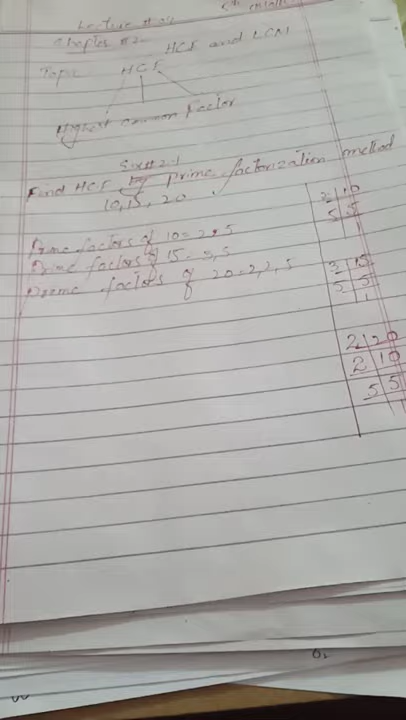 Lecture #
Chapter #2 HCF and LCM
Topic HCF
Highest common Factor
Find HCF by prime factorization method
10, 15, 20
Prime factors of 10 = 2, 5
Prime factors of 15 = 3, 5
Prime factors of 20 = 2, 2, 5
2 | 10
5 | 5
1
3 | 15
5
1
2 | 20
2 | 10
5 | 5